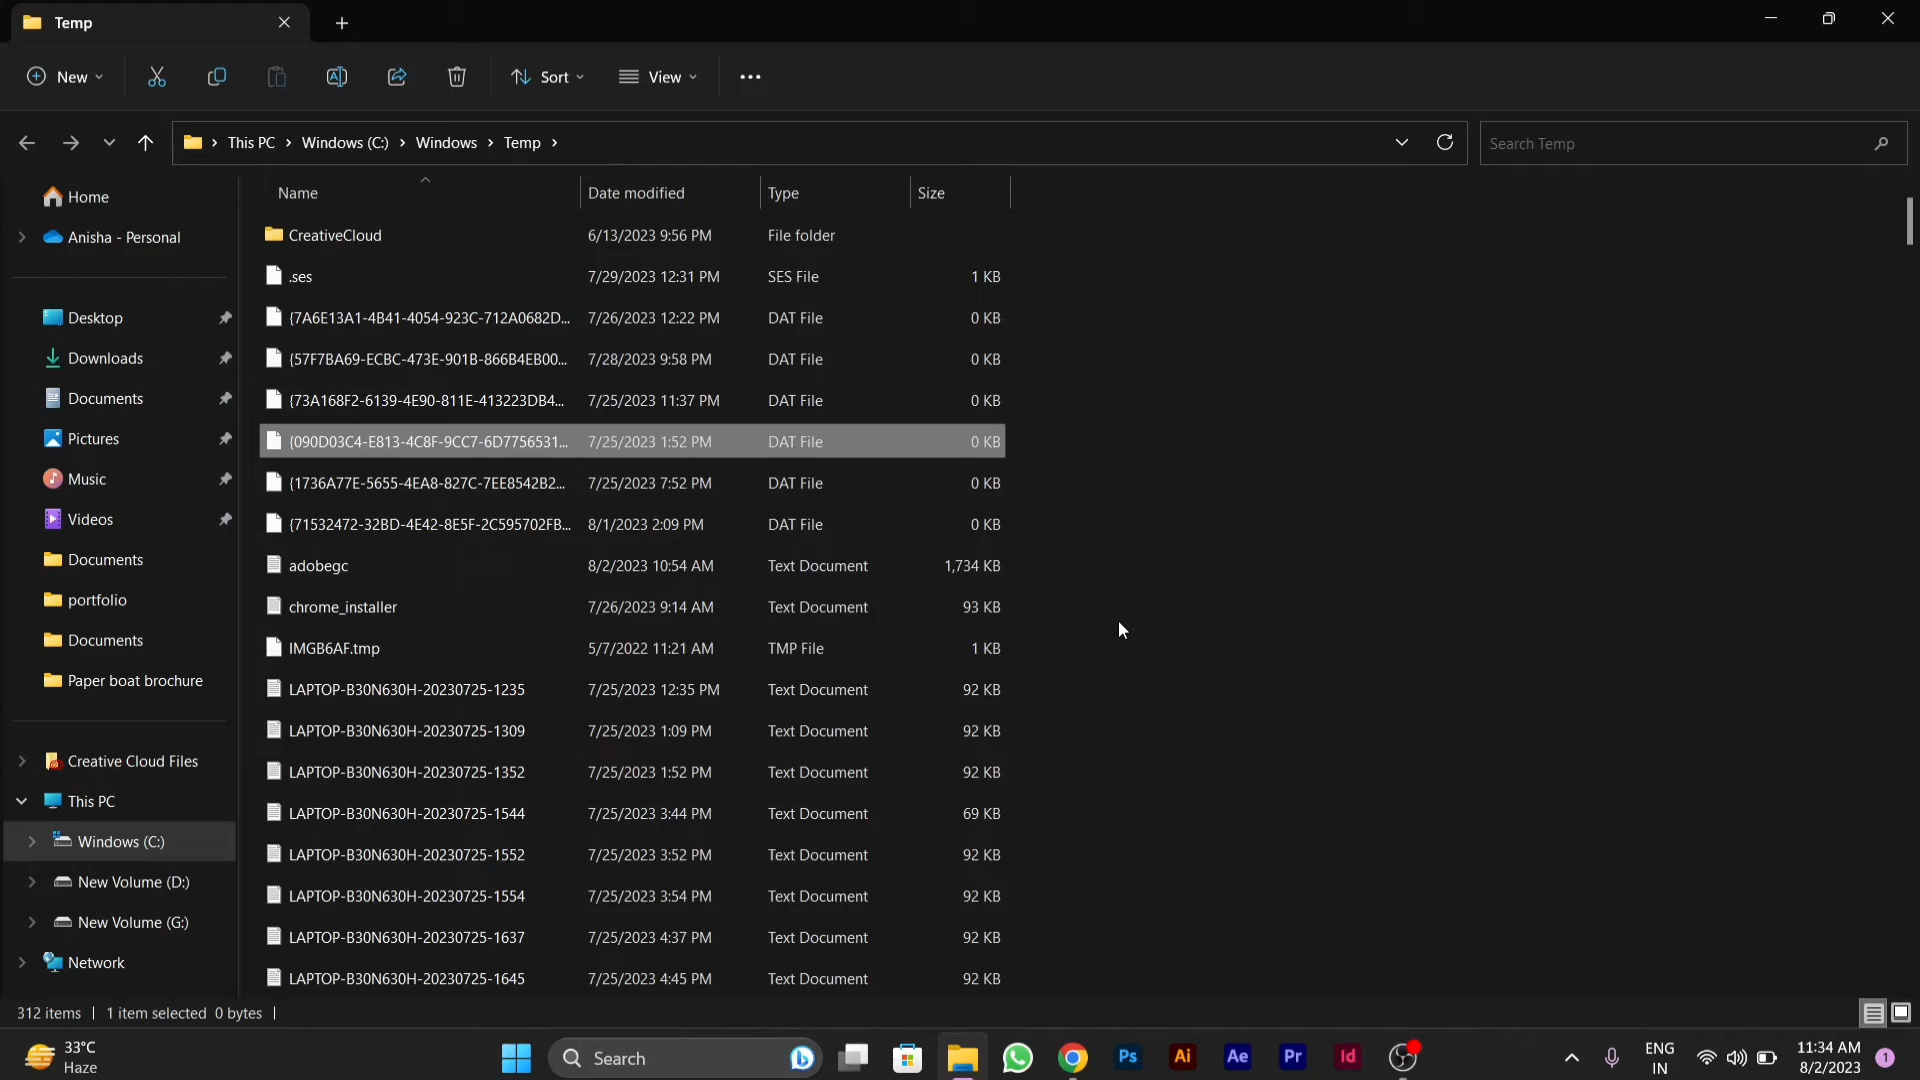 Temp
New
Sort
View
This PC > Windows (C:) > Windows > Temp >
Search Temp
Home
Anisha - Personal
Desktop
Downloads
Documents
Pictures
Music
Videos
Documents
portfolio
Documents
Paper boat brochure
Creative Cloud Files
This PC
Windows (C:)
New Volume (D:)
New Volume (G:)
Network
Name Date modified Type Size
CreativeCloud 6/13/2023 9:56 PM File folder
.ses 7/29/2023 12:31 PM SES File 1 KB
{7A6E13A1-4B41-4054-923C-712A0682D... 7/26/2023 12:22 PM DAT File 0 KB
{57F7BA69-ECBC-473E-901B-866B4EB00... 7/28/2023 9:58 PM DAT File 0 KB
{73A168F2-6139-4E90-811E-413223DB4... 7/25/2023 11:37 PM DAT File 0 KB
{090D03C4-E813-4C8F-9CC7-6D7756531... 7/25/2023 1:52 PM DAT File 0 KB
{1736A77E-5655-4EA8-827C-7EE8542B2... 7/25/2023 7:52 PM DAT File 0 KB
{71532472-32BD-4E42-8E5F-2C595702FB... 8/1/2023 2:09 PM DAT File 0 KB
adobegc 8/2/2023 10:54 AM Text Document 1,734 KB
chrome_installer 7/26/2023 9:14 AM Text Document 93 KB
IMGB6AF.tmp 5/7/2022 11:21 AM TMP File 1 KB
LAPTOP-B30N630H-20230725-1235 7/25/2023 12:35 PM Text Document 92 KB
LAPTOP-B30N630H-20230725-1309 7/25/2023 1:09 PM Text Document 92 KB
LAPTOP-B30N630H-20230725-1352 7/25/2023 1:52 PM Text Document 92 KB
LAPTOP-B30N630H-20230725-1544 7/25/2023 3:44 PM Text Document 69 KB
LAPTOP-B30N630H-20230725-1552 7/25/2023 3:52 PM Text Document 92 KB
LAPTOP-B30N630H-20230725-1554 7/25/2023 3:54 PM Text Document 92 KB
LAPTOP-B30N630H-20230725-1637 7/25/2023 4:37 PM Text Document 92 KB
LAPTOP-B30N630H-20230725-1645 7/25/2023 4:45 PM Text Document 92 KB
312 items 1 item selected 0 bytes
33°C
Haze
Search
Ps
Ai
Ae
Pr
Id
ENG
IN
11:34 AM
8/2/2023
1